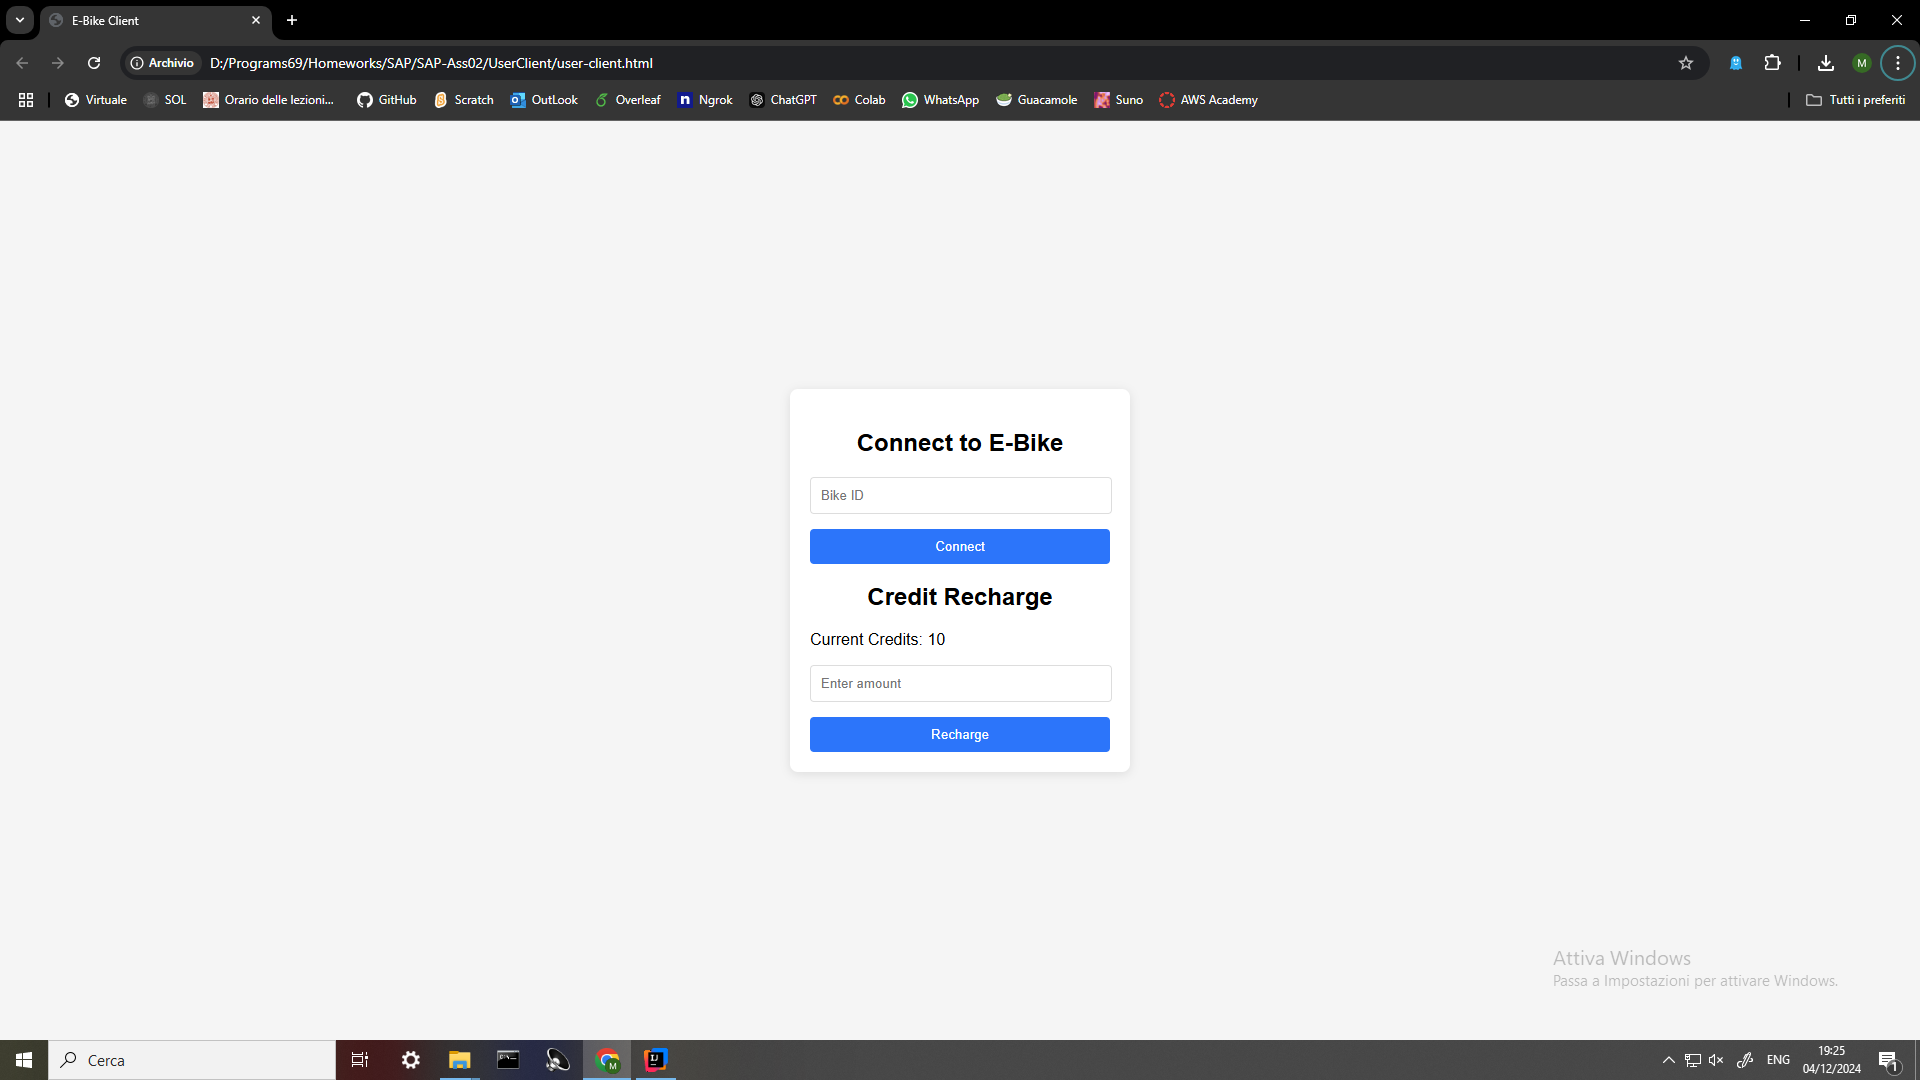 E-Bike Client
Archivio D:/Programs69/Homeworks/SAP/SAP-Ass02/UserClient/user-client.html M
Virtuale SOL Orario delle lezioni... GitHub Scratch OutLook Overleaf n Ngrok ChatGPT Colab WhatsApp Guacamole Suno AWS Academy Tutti i preferiti
Connect to E-Bike
Bike ID
Connect
Credit Recharge
Current Credits: 10
Enter amount
Recharge
Attiva Windows
Passa a Impostazioni per attivare Windows.
Cerca
M
IJ
ENG
19:25
04/12/2024
1